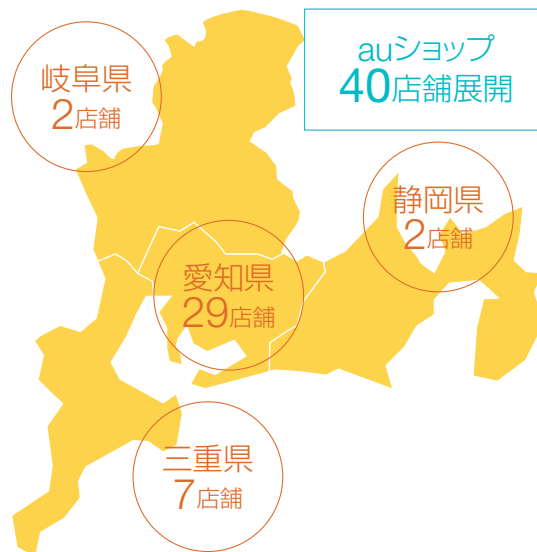 auショップ
40店舗展開
岐阜県
2店舗
静岡県
2店舗
愛知県
29店舗
三重県
7店舗